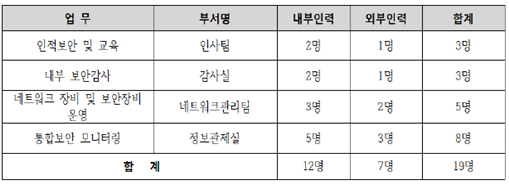 업 무 부서명 내부인력 외부인력 합계
인적보안 및 교육 인사팀 2명 1명 3명
내부 보안감사 감사실 2명 1명 3명
네트워크 장비 및 보안장비
운영 네트워크관리팀 3명 2명 5명
통합보안 모니터링 정보관제실 5명 3명 8명
합 계 12명 7명 19명